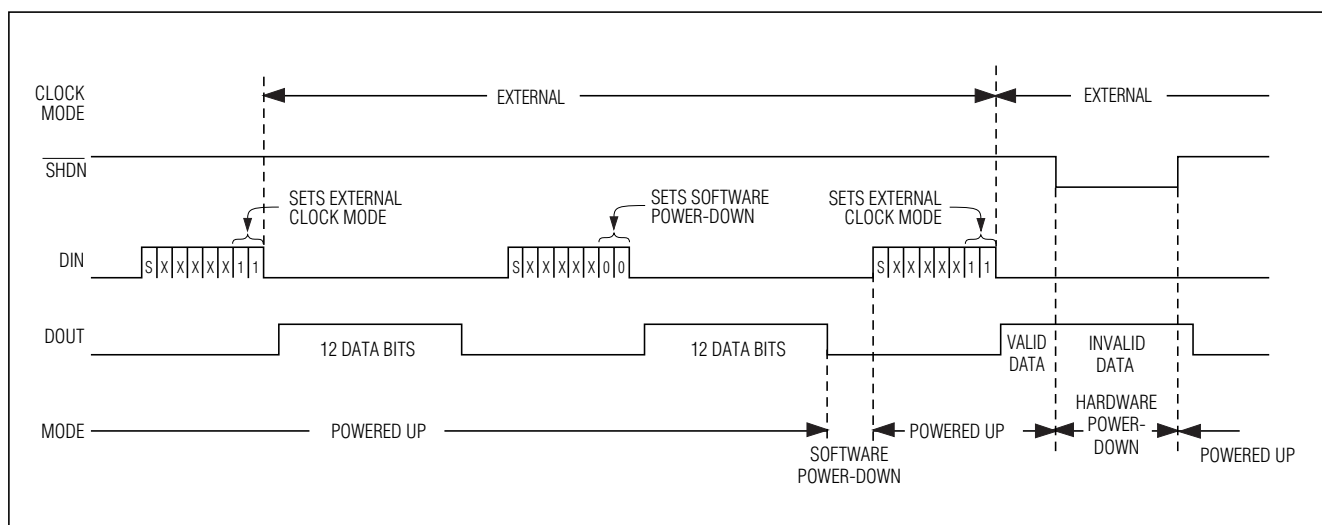 CLOCK
MODE
EXTERNAL
EXTERNAL
SHDN
SETS EXTERNAL
CLOCK MODE
SETS SOFTWARE
POWER-DOWN
SETS EXTERNAL
CLOCK MODE
DIN
S X X X X X 1 1
S X X X X X 0 0
S X X X X X 1 1
DOUT
12 DATA BITS
12 DATA BITS
VALID
DATA
INVALID
DATA
MODE
POWERED UP
SOFTWARE
POWER-DOWN
POWERED UP
HARDWARE
POWER-
DOWN
POWERED UP